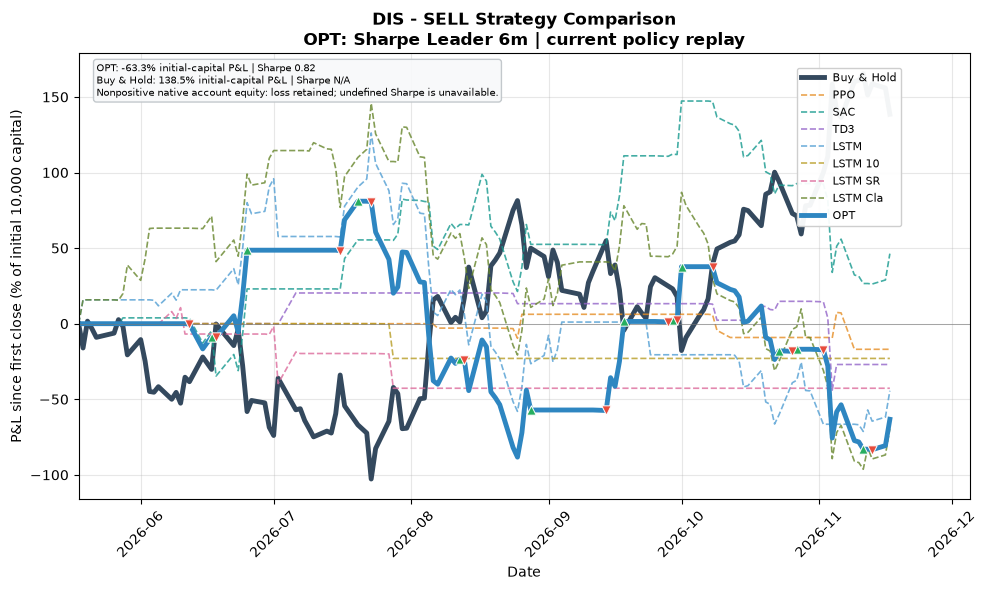 DIS - SELL Strategy Comparison
OPT: Sharpe Leader 6m | current policy replay
OPT: -63.3% initial-capital P&L | Sharpe 0.82
Buy & Hold: 138.5% initial-capital P&L | Sharpe N/A
Nonpositive native account equity: loss retained; undefined Sharpe is unavailable.
Buy & Hold
PPO
SAC
TD3
LSTM
LSTM 10
LSTM SR
LSTM Cla
OPT
P&L since first close (% of initial 10,000 capital)
150
100
50
0
−50
−100
2026-06
2026-07
2026-08
2026-09
2026-10
2026-11
2026-12
Date